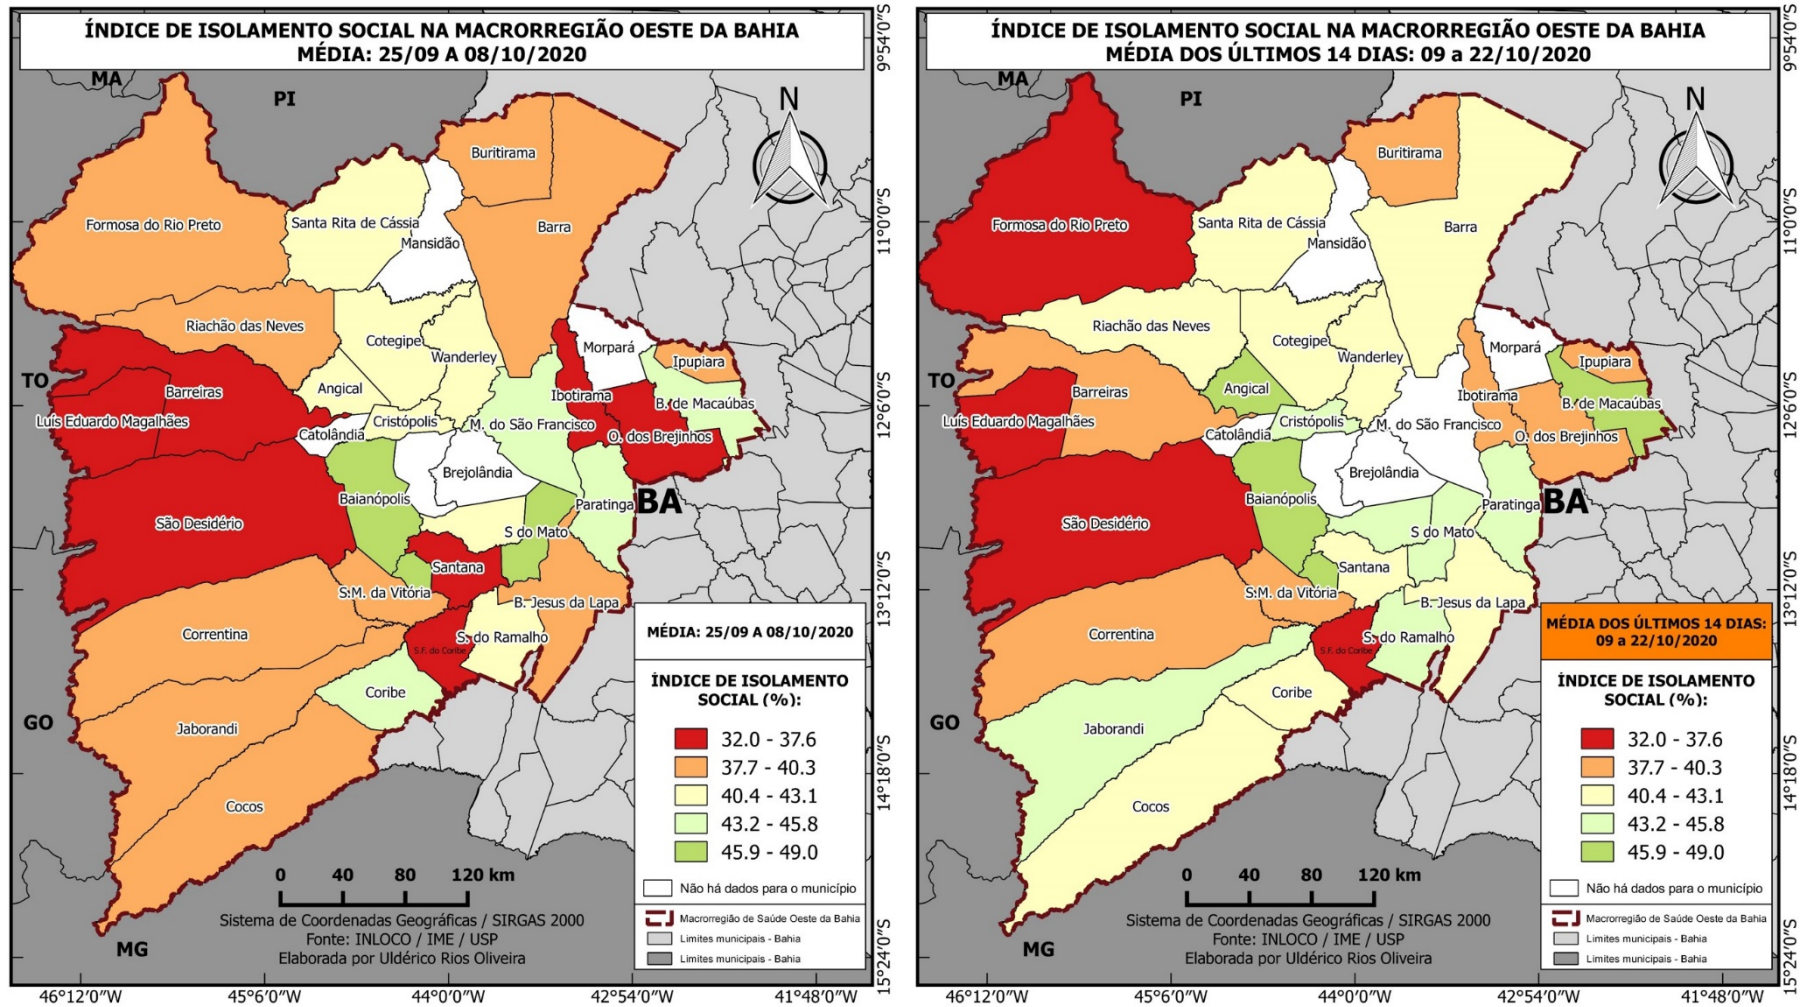 ÍNDICE DE ISOLAMENTO SOCIAL NA MACRORREGIÃO OESTE DA BAHIA
MÉDIA: 25/09 A 08/10/2020
MA
PI
N
Buritirama
Formosa do Rio Preto
Santa Rita de Cássia
Barra
Mansidão
Riachão das Neves
Cotegipe
Morpará
Wanderley
Ipupiara
TO
Barreiras
Angical
Ibotirama
B. de Macaúbas
Luís Eduardo Magalhães
Cristópolis
M. do São Francisco
Catolândia
O. dos Brejinhos
Brejolândia
Baianópolis
Paratinga
BA
São Desidério
S do Mato
Santana
S.M. da Vitória
B. Jesus da Lapa
Correntina
S. do Ramalho
S.F. do Coribe
Coribe
GO
Jaborandi
Cocos
MG
MÉDIA: 25/09 A 08/10/2020
ÍNDICE DE ISOLAMENTO
SOCIAL (%):
32.0 - 37.6
37.7 - 40.3
40.4 - 43.1
43.2 - 45.8
45.9 - 49.0
Não há dados para o município
Macrorregião de Saúde Oeste da Bahia
Limites municipais - Bahia
Limites municipais - Bahia
0 40 80 120 km
Sistema de Coordenadas Geográficas / SIRGAS 2000
Fonte: INLOCO / IME / USP
Elaborada por Uldérico Rios Oliveira
9°54'0"S
11°0'0"S
12°6'0"S
13°12'0"S
14°18'0"S
15°24'0"S
46°12'0"W 45°6'0"W 44°0'0"W 42°54'0"W 41°48'0"W
ÍNDICE DE ISOLAMENTO SOCIAL NA MACRORREGIÃO OESTE DA BAHIA
MÉDIA DOS ÚLTIMOS 14 DIAS: 09 a 22/10/2020
MA
PI
N
Buritirama
Formosa do Rio Preto
Santa Rita de Cássia
Barra
Mansidão
Riachão das Neves
Cotegipe
Morpará
Wanderley
Ipupiara
TO
Barreiras
Angical
Ibotirama
B. de Macaúbas
Luís Eduardo Magalhães
Cristópolis
M. do São Francisco
Catolândia
O. dos Brejinhos
Brejolândia
Baianópolis
Paratinga
BA
São Desidério
S do Mato
Santana
S.M. da Vitória
B. Jesus da Lapa
Correntina
S. do Ramalho
S.F. do Coribe
Coribe
GO
Jaborandi
Cocos
MG
MÉDIA DOS ÚLTIMOS 14 DIAS:
09 a 22/10/2020
ÍNDICE DE ISOLAMENTO
SOCIAL (%):
32.0 - 37.6
37.7 - 40.3
40.4 - 43.1
43.2 - 45.8
45.9 - 49.0
Não há dados para o município
Macrorregião de Saúde Oeste da Bahia
Limites municipais - Bahia
Limites municipais - Bahia
0 40 80 120 km
Sistema de Coordenadas Geográficas / SIRGAS 2000
Fonte: INLOCO / IME / USP
Elaborada por Uldérico Rios Oliveira
9°54'0"S
11°0'0"S
12°6'0"S
13°12'0"S
14°18'0"S
15°24'0"S
46°12'0"W 45°6'0"W 44°0'0"W 42°54'0"W 41°48'0"W